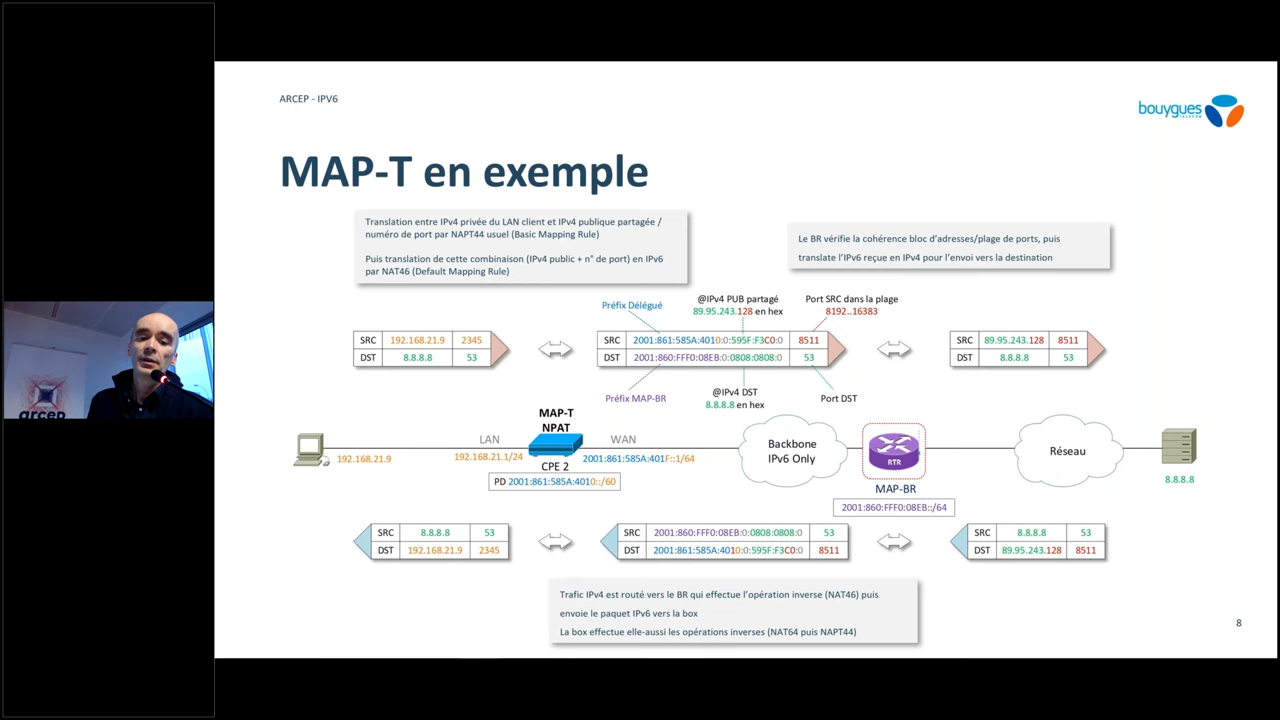 ARCEP - IPV6
bouygues
TELECOM
MAP-T en exemple
Translation entre IPv4 privée du LAN client et IPv4 publique partagée /
numéro de port par NAPT44 usuel (Basic Mapping Rule)
Puis translation de cette combinaison (IPv4 public + n° de port) en IPv6
par NAT46 (Default Mapping Rule)
Le BR vérifie la cohérence bloc d'adresses/plage de ports, puis
translate l'IPv6 reçue en IPv4 pour l'envoi vers la destination
Préfix Délégué
@IPv4 PUB partagé
89.95.243.128 en hex
Port SRC dans la plage
8192..16383
SRC 192.168.21.9 2345
DST 8.8.8.8 53
SRC 2001:861:585A:4010:0:595F:F3C0:0 8511
DST 2001:860:FFF0:08EB:0:0808:0808:0 53
SRC 89.95.243.128 8511
DST 8.8.8.8 53
Préfix MAP-BR
@IPv4 DST
8.8.8.8 en hex
Port DST
MAP-T
NPAT
LAN
WAN
192.168.21.9
192.168.21.1/24
CPE 2
2001:861:585A:401F::1/64
PD 2001:861:585A:4010::/60
Backbone
IPv6 Only
RTR
MAP-BR
2001:860:FFF0:08EB::/64
Réseau
8.8.8.8
SRC 8.8.8.8 53
DST 192.168.21.9 2345
SRC 2001:860:FFF0:08EB:0:0808:0808:0 53
DST 2001:861:585A:4010:0:595F:F3C0:0 8511
SRC 8.8.8.8 53
DST 89.95.243.128 8511
Trafic IPv4 est routé vers le BR qui effectue l'opération inverse (NAT46) puis
envoie le paquet IPv6 vers la box
La box effectue elle-aussi les opérations inverses (NAT64 puis NAPT44)
8
arcep